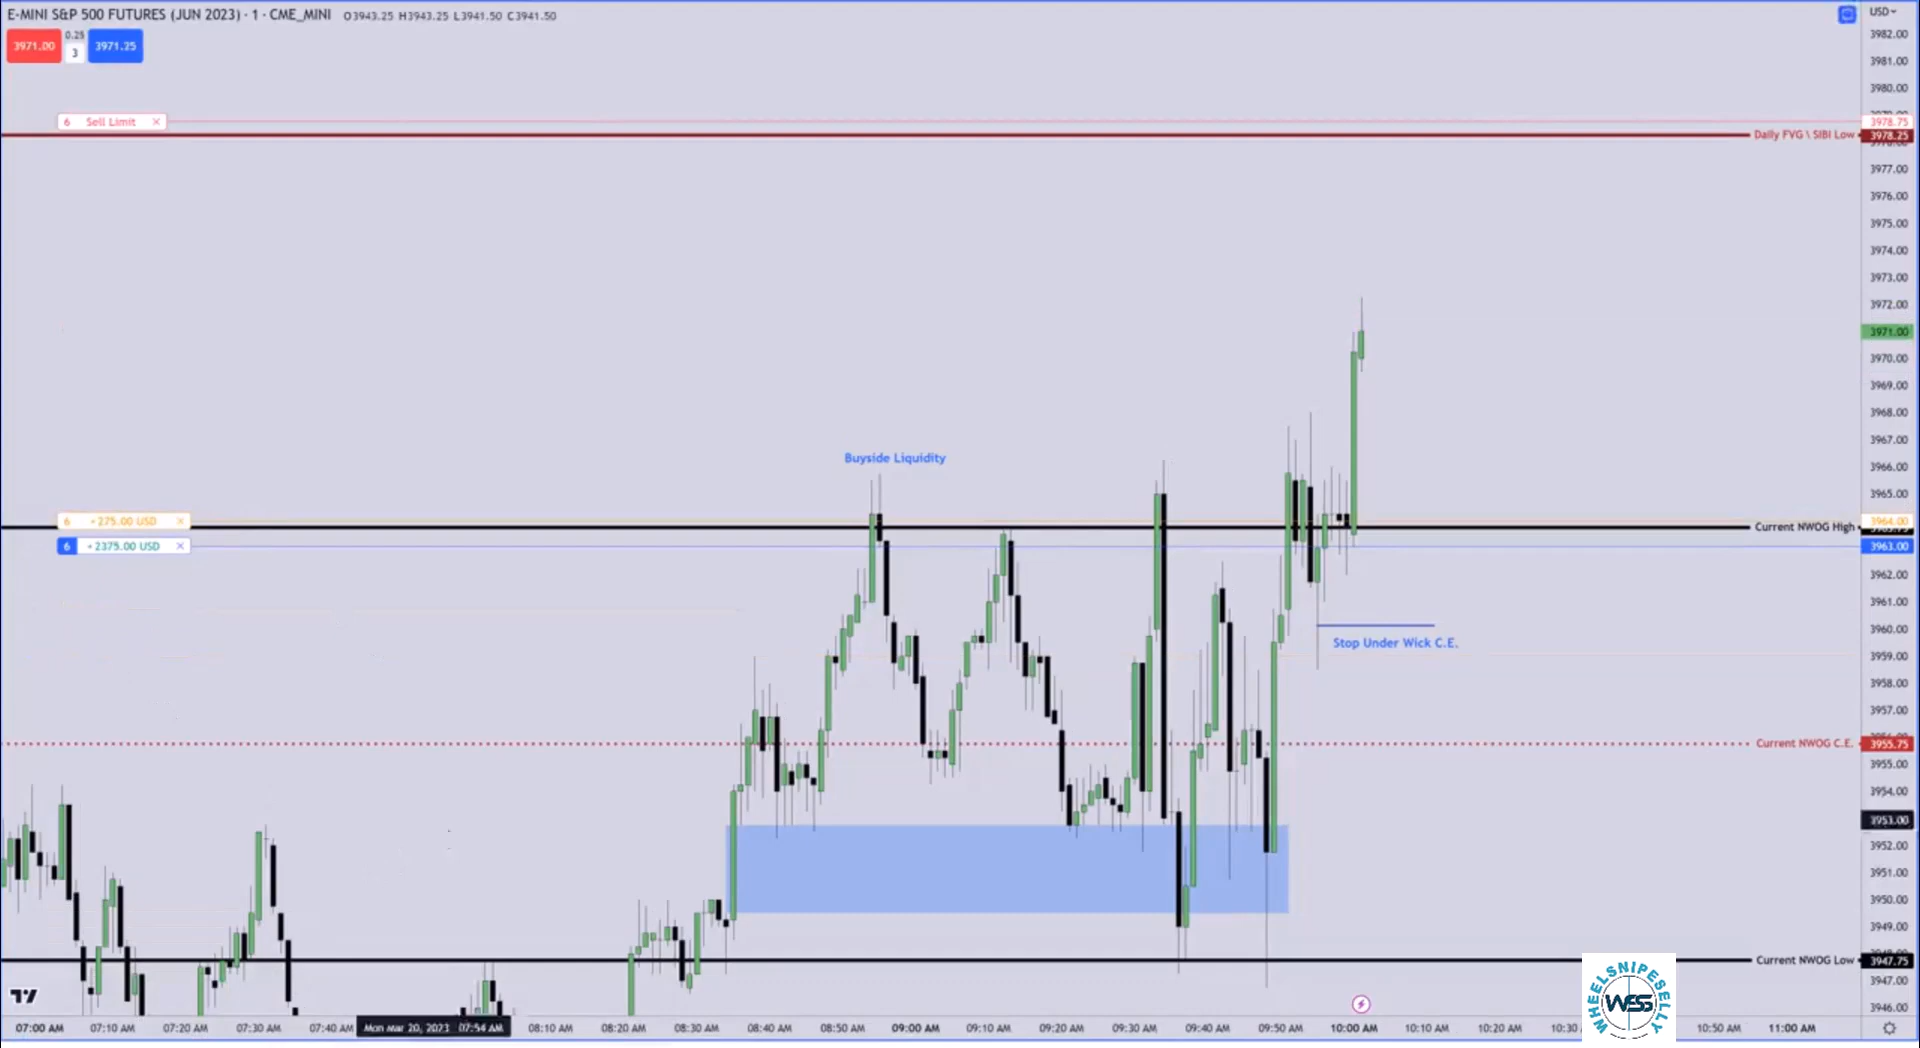 E-MINI S&P 500 FUTURES (JUN 2023) · 1 · CME_MINI O3943.25 H3943.25 L3941.50 C3941.50
USD
3971.00
0.25
3
3971.25
3982.00
3981.00
3980.00
6 Sell Limit ×
3978.75
Daily FVG \ SIBI Low
3978.25
3977.00
3976.00
3975.00
3974.00
3973.00
3972.00
3971.00
3970.00
3969.00
3968.00
3967.00
Buyside Liquidity
3966.00
3965.00
6 +275.00 USD ×
3964.00
Current NWOG High
6 +2375.00 USD ×
3963.00
3962.00
3961.00
3960.00
Stop Under Wick C.E.
3959.00
3958.00
3957.00
Current NWOG C.E.
3955.75
3955.00
3954.00
3953.00
3952.00
3951.00
3950.00
3949.00
Current NWOG Low
3947.75
3947.00
3946.00
WHEELSNIPESELLY
WSS
07:00 AM 07:10 AM 07:20 AM 07:30 AM 07:40 AM Mon Mar 20, 2023 07:54 AM 08:10 AM 08:20 AM 08:30 AM 08:40 AM 08:50 AM 09:00 AM 09:10 AM 09:20 AM 09:30 AM 09:40 AM 09:50 AM 10:00 AM 10:10 AM 10:20 AM 10:30 10:50 AM 11:00 AM